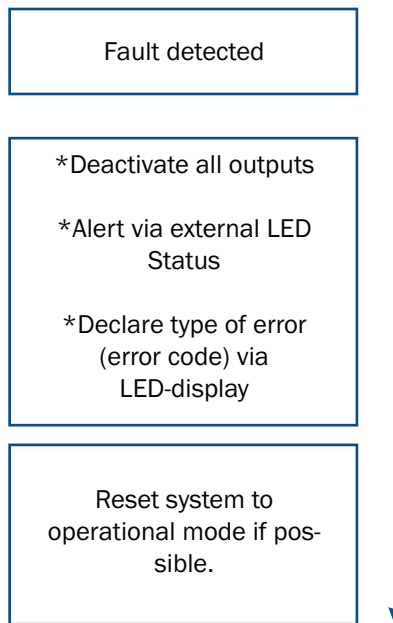 Fault detected
*Deactivate all outputs
*Alert via external LED
Status
*Declare type of error
(error code) via
LED-display
Reset system to
operational mode if pos-
sible.